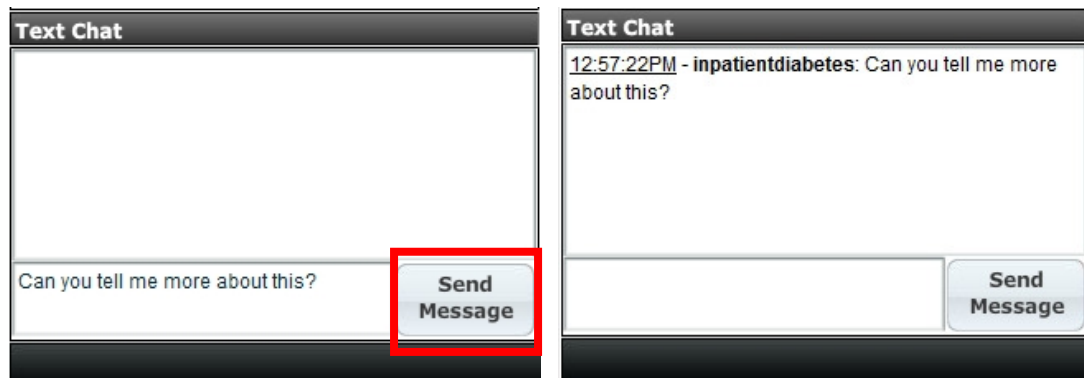 Text Chat
Can you tell me more about this?
Send
Message
Text Chat
12:57:22PM - inpatientdiabetes: Can you tell me more
about this?
Send
Message